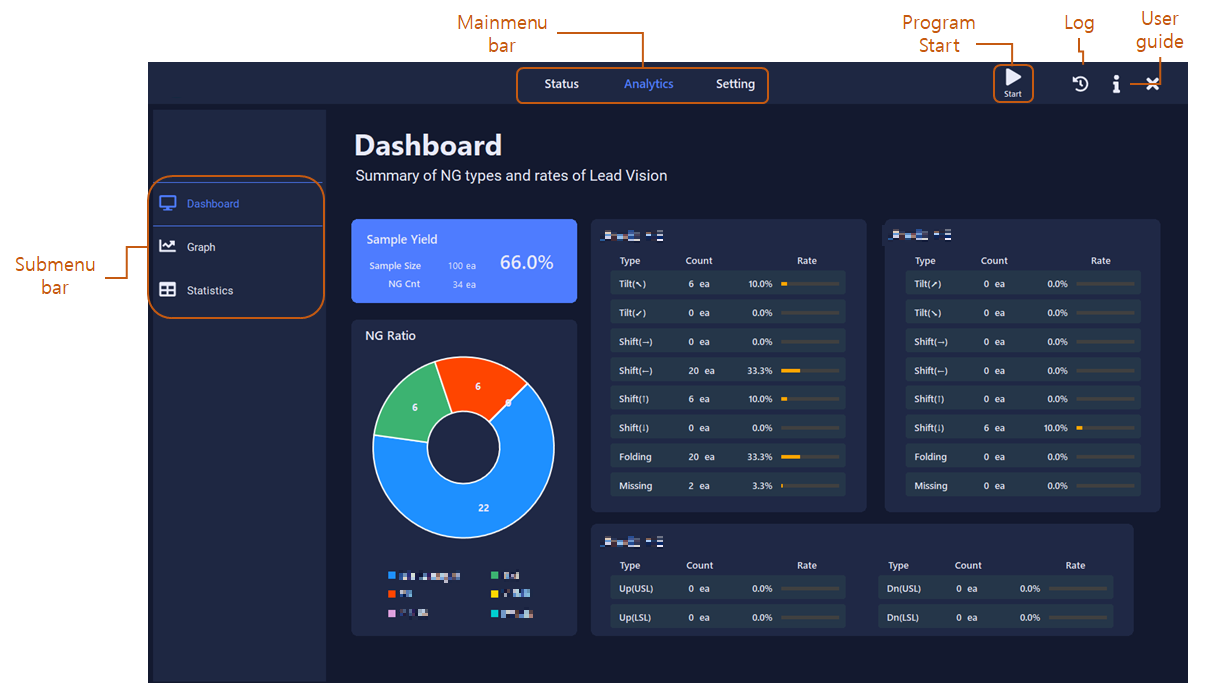 Mainmenu
bar
Program
Start
Log
User
guide
Status Analytics Setting
Start
Submenu
bar
Dashboard
Graph
Statistics
Dashboard
Summary of NG types and rates of Lead Vision
Sample Yield
Sample Size 100 ea
NG Cnt 34 ea
66.0%
NG Ratio
6
6
22
Type Count Rate
Tilt(↖) 6 ea 10.0%
Tilt(↙) 0 ea 0.0%
Shift(→) 0 ea 0.0%
Shift(←) 20 ea 33.3%
Shift(↑) 6 ea 10.0%
Shift(↓) 0 ea 0.0%
Folding 20 ea 33.3%
Missing 2 ea 3.3%
Type Count Rate
Tilt(↗) 0 ea 0.0%
Tilt(↘) 0 ea 0.0%
Shift(→) 0 ea 0.0%
Shift(←) 0 ea 0.0%
Shift(↑) 0 ea 0.0%
Shift(↓) 6 ea 10.0%
Folding 0 ea 0.0%
Missing 0 ea 0.0%
Type Count Rate Type Count Rate
Up(USL) 0 ea 0.0% Dn(USL) 0 ea 0.0%
Up(LSL) 0 ea 0.0% Dn(LSL) 0 ea 0.0%